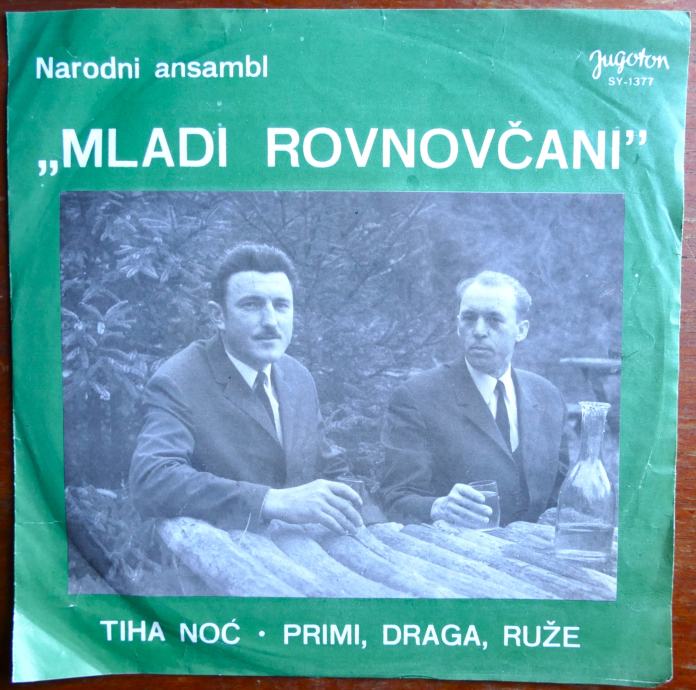 Narodni ansambl
Jugoton
SY-1377
„MLADI ROVNOVČANI”
TIHA NOĆ · PRIMI, DRAGA, RUŽE